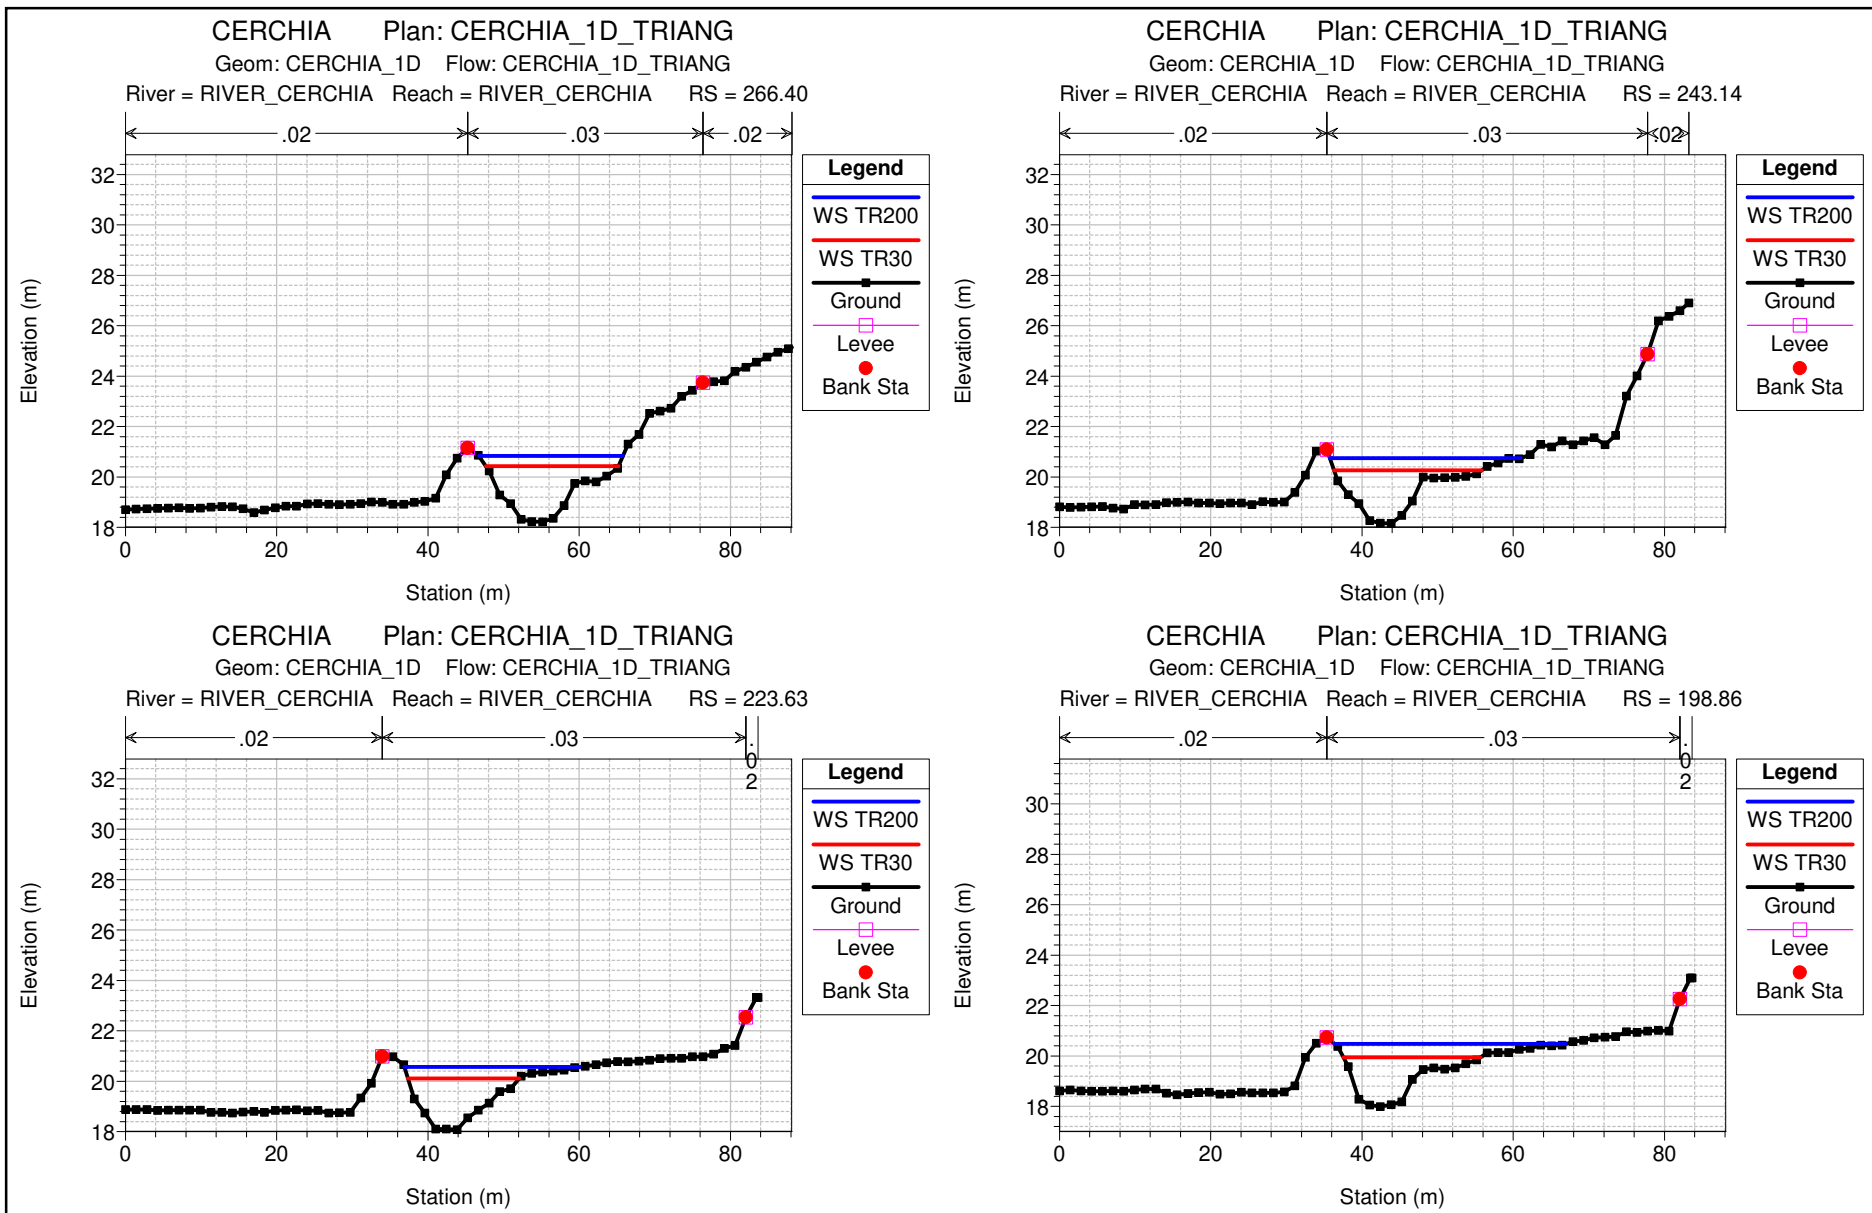 CERCHIA Plan: CERCHIA_1D_TRIANG
Geom: CERCHIA_1D Flow: CERCHIA_1D_TRIANG
River = RIVER_CERCHIA Reach = RIVER_CERCHIA RS = 266.40
.02 .03 .02
32
30
28
26
24
22
20
18
Elevation (m)
0 20 40 60 80
Station (m)
Legend
WS TR200
WS TR30
Ground
Levee
Bank Sta
CERCHIA Plan: CERCHIA_1D_TRIANG
Geom: CERCHIA_1D Flow: CERCHIA_1D_TRIANG
River = RIVER_CERCHIA Reach = RIVER_CERCHIA RS = 243.14
.02 .03 .02
32
30
28
26
24
22
20
18
Elevation (m)
0 20 40 60 80
Station (m)
Legend
WS TR200
WS TR30
Ground
Levee
Bank Sta
CERCHIA Plan: CERCHIA_1D_TRIANG
Geom: CERCHIA_1D Flow: CERCHIA_1D_TRIANG
River = RIVER_CERCHIA Reach = RIVER_CERCHIA RS = 223.63
.02 .03 .02
32
30
28
26
24
22
20
18
Elevation (m)
0 20 40 60 80
Station (m)
Legend
WS TR200
WS TR30
Ground
Levee
Bank Sta
CERCHIA Plan: CERCHIA_1D_TRIANG
Geom: CERCHIA_1D Flow: CERCHIA_1D_TRIANG
River = RIVER_CERCHIA Reach = RIVER_CERCHIA RS = 198.86
.02 .03 .02
30
28
26
24
22
20
18
Elevation (m)
0 20 40 60 80
Station (m)
Legend
WS TR200
WS TR30
Ground
Levee
Bank Sta